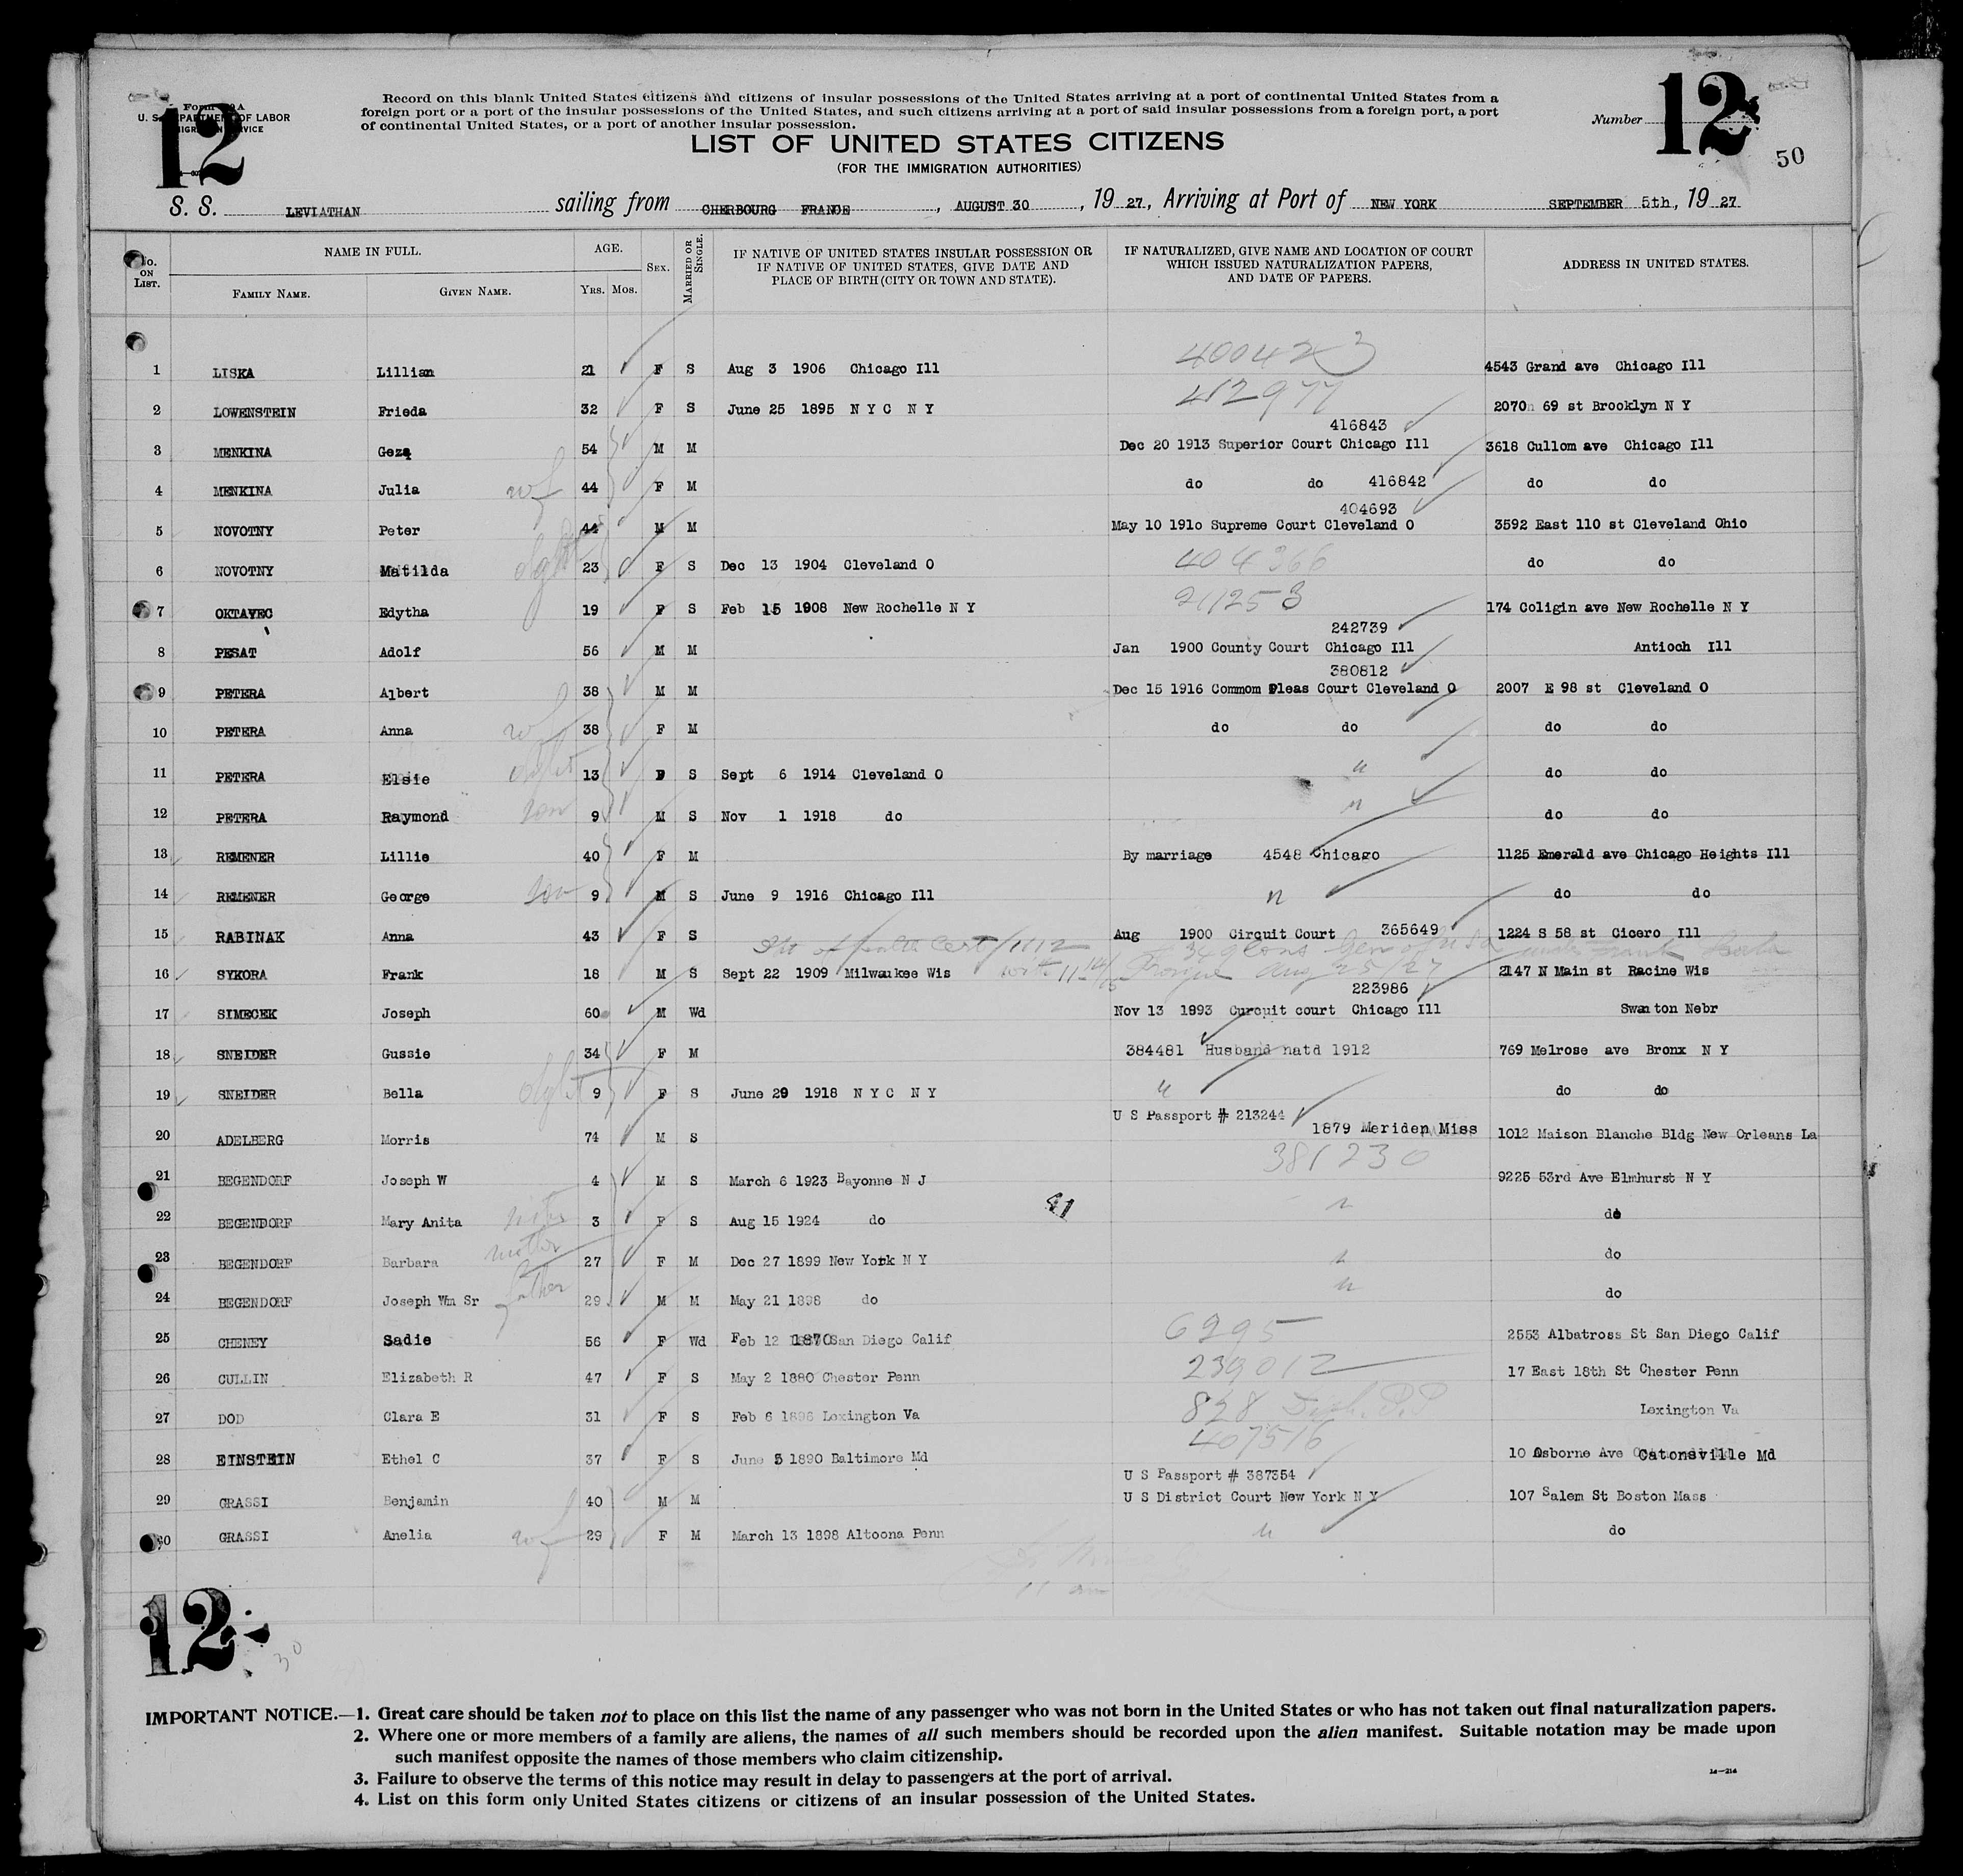 12
12
Form 630A
U. S. DEPARTMENT OF LABOR
IMMIGRATION SERVICE
Record on this blank United States citizens and citizens of insular possessions of the United States arriving at a port of continental United States from a
foreign port or a port of the insular possessions of the United States, and such citizens arriving at a port of said insular possessions from a foreign port, a port
of continental United States, or a port of another insular possession.
Number
50
LIST OF UNITED STATES CITIZENS
(FOR THE IMMIGRATION AUTHORITIES)
S. S. LEVIATHAN sailing from CHERBOURG FRANCE, AUGUST 30, 19 27, Arriving at Port of NEW YORK SEPTEMBER 5th, 19 27
No. ON LIST. NAME IN FULL. FAMILY NAME. GIVEN NAME. AGE. YRS. MOS. SEX. MARRIED OR SINGLE. IF NATIVE OF UNITED STATES INSULAR POSSESSION OR IF NATIVE OF UNITED STATES, GIVE DATE AND PLACE OF BIRTH (CITY OR TOWN AND STATE). IF NATURALIZED, GIVE NAME AND LOCATION OF COURT WHICH ISSUED NATURALIZATION PAPERS, AND DATE OF PAPERS. ADDRESS IN UNITED STATES.
400423
1 LISKA Lillian 21 F S Aug 3 1906 Chicago Ill 4543 Grand ave Chicago Ill
412977
2 LOWENSTEIN Frieda 32 F S June 25 1895 N Y C N Y 2070 69 st Brooklyn N Y
416843
3 MENKINA Geza 54 M M Dec 20 1913 Superior Court Chicago Ill 3618 Cullom ave Chicago Ill
4 MENKINA Julia wf 44 F M do do 416842 do do
404693
5 NOVOTNY Peter 44 M M May 10 191o Supreme Court Cleveland O 3592 East 110 st Cleveland Ohio
6 NOVOTNY Matilda dght 23 F S Dec 13 1904 Cleveland O 404366 do do
211253
7 OKTAVEC Edytha 19 F S Feb 15 1908 New Rochelle N Y 174 Coligin ave New Rochelle N Y
242739
8 PESAT Adolf 56 M M Jan 1900 County Court Chicago Ill Antioch Ill
380812
9 PETERA Albert 38 M M Dec 15 1916 Commom Pleas Court Cleveland O 2007 E 98 st Cleveland O
10 PETERA Anna wf 38 F M do do do do
11 PETERA Elsie dght 13 F S Sept 6 1914 Cleveland O " do do
12 PETERA Raymond son 9 M S Nov 1 1918 do " do do
13 REMENER Lillie 40 F M By marriage 4548 Chicago 1125 Emerald ave Chicago Heights Ill
14 REMENER George son 9 M S June 9 1916 Chicago Ill " do do
15 RABINAK Anna 43 F S Aug 1900 Circuit Court 365649 1224 S 58 st Cicero Ill
16 SYKORA Frank 18 M S Sept 22 1909 Milwaukee Wis Prague Aug 25/27 2147 N Main st Racine Wis
223986
17 SIMECEK Joseph 60 M Wd Nov 13 1893 Curcuit court Chicago Ill Swanton Nebr
18 SNEIDER Gussie 34 F M 384481 Husband natd 1912 769 Melrose ave Bronx N Y
19 SNEIDER Bella dght 9 F S June 29 1918 N Y C N Y " do do
U S Passport # 213244
20 ADELBERG Morris 74 M S 1879 Meriden Miss 1012 Maison Blanche Bldg New Orleans La
381230
21 BEGENDORF Joseph W 4 M S March 6 1923 Bayonne N J 9225 53rd Ave Elmhurst N Y
22 BEGENDORF Mary Anita 3 F S Aug 15 1924 do 41 " do
23 BEGENDORF Barbara mother 27 F M Dec 27 1899 New York N Y " do
24 BEGENDORF Joseph Wm Sr father 29 M M May 21 1898 do " do
25 CHENEY Sadie 56 F Wd Feb 12 1870 San Diego Calif 6295 2553 Albatross St San Diego Calif
26 CULLIN Elizabeth R 47 F S May 2 1880 Chester Penn 239012 17 East 18th St Chester Penn
27 DOD Clara E 31 F S Feb 6 1896 Lexington Va 828 P.P. Lexington Va
407516
28 EINSTEIN Ethel C 37 F S June 5 1890 Baltimore Md 10 Osborne Ave Catonsville Md
U S Passport # 387354
29 GRASSI Benjamin 40 M M U S District Court New York N Y 107 Salem St Boston Mass
30 GRASSI Anelia wf 29 F M March 13 1898 Altoona Penn " do
12
30
IMPORTANT NOTICE.—1. Great care should be taken not to place on this list the name of any passenger who was not born in the United States or who has not taken out final naturalization papers.
2. Where one or more members of a family are aliens, the names of all such members should be recorded upon the alien manifest. Suitable notation may be made upon
such manifest opposite the names of those members who claim citizenship.
3. Failure to observe the terms of this notice may result in delay to passengers at the port of arrival.
4. List on this form only United States citizens or citizens of an insular possession of the United States.
14—214